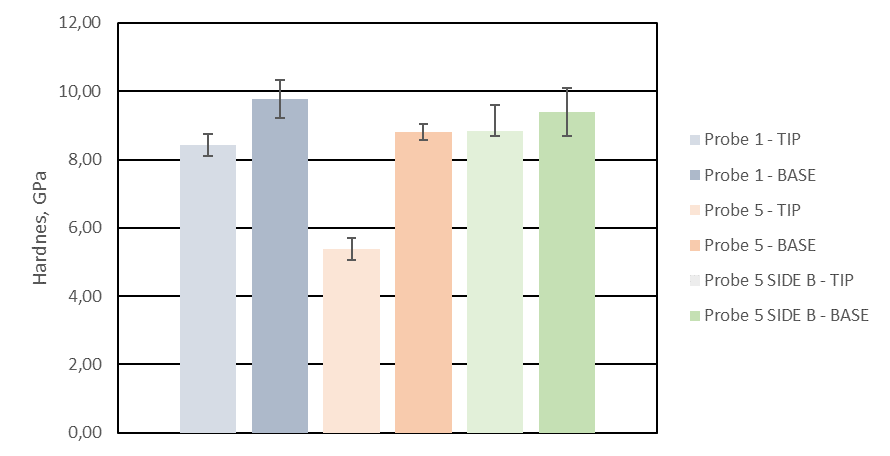 12,00
10,00
8,00
6,00
4,00
2,00
0,00
Hardnes, GPa
Probe 1 - TIP
Probe 1 - BASE
Probe 5 - TIP
Probe 5 - BASE
Probe 5 SIDE B - TIP
Probe 5 SIDE B - BASE